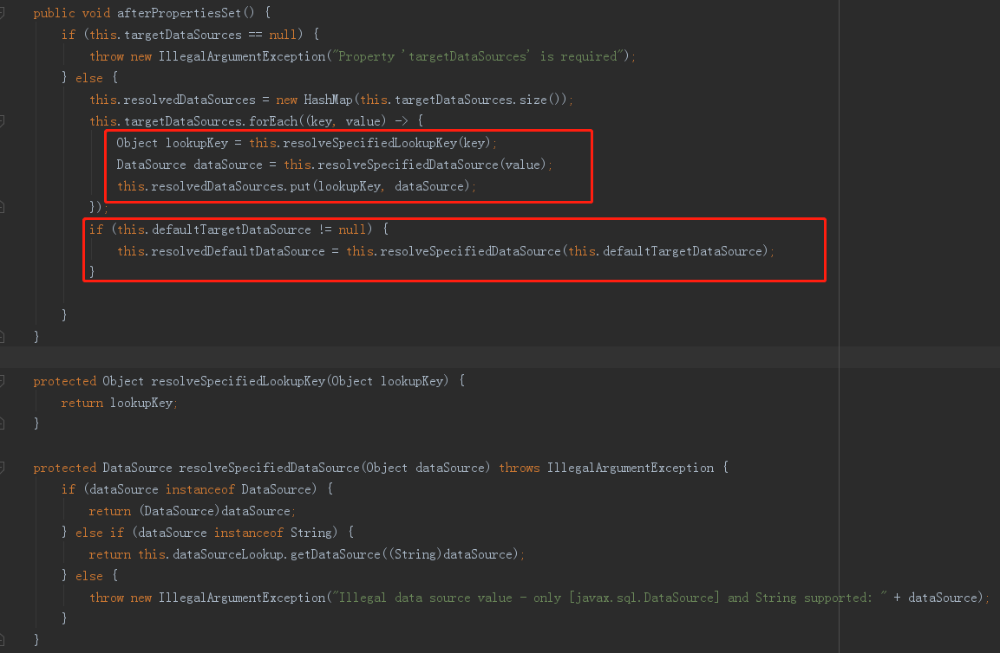 public void afterPropertiesSet() {
if (this.targetDataSources == null) {
throw new IllegalArgumentException("Property 'targetDataSources' is required");
} else {
this.resolvedDataSources = new HashMap(this.targetDataSources.size());
this.targetDataSources.forEach((key, value) -> {
Object lookupKey = this.resolveSpecifiedLookupKey(key);
DataSource dataSource = this.resolveSpecifiedDataSource(value);
this.resolvedDataSources.put(lookupKey, dataSource);
});
if (this.defaultTargetDataSource != null) {
this.resolvedDefaultDataSource = this.resolveSpecifiedDataSource(this.defaultTargetDataSource);
}
}
}
protected Object resolveSpecifiedLookupKey(Object lookupKey) {
return lookupKey;
}
protected DataSource resolveSpecifiedDataSource(Object dataSource) throws IllegalArgumentException {
if (dataSource instanceof DataSource) {
return (DataSource)dataSource;
} else if (dataSource instanceof String) {
return this.dataSourceLookup.getDataSource((String)dataSource);
} else {
throw new IllegalArgumentException("Illegal data source value - only [javax.sql.DataSource] and String supported: " + dataSource);
}
}